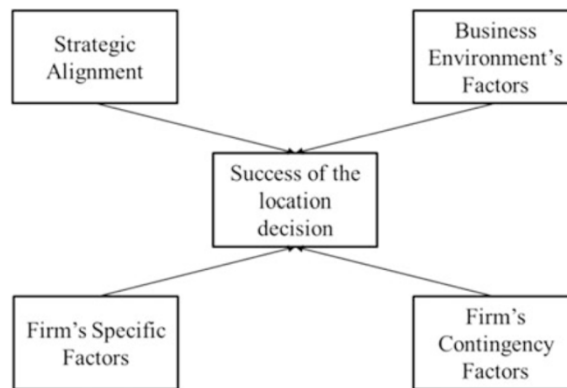 Strategic
Alignment
Business
Environment's
Factors
Success of the
location
decision
Firm's Specific
Factors
Firm's
Contingency
Factors